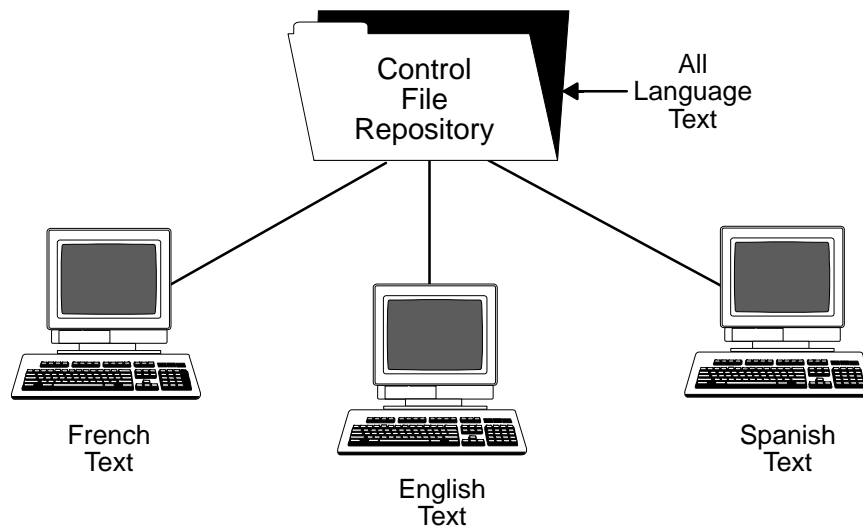 Control
File
Repository
All
Language
Text
French
Text
English
Text
Spanish
Text